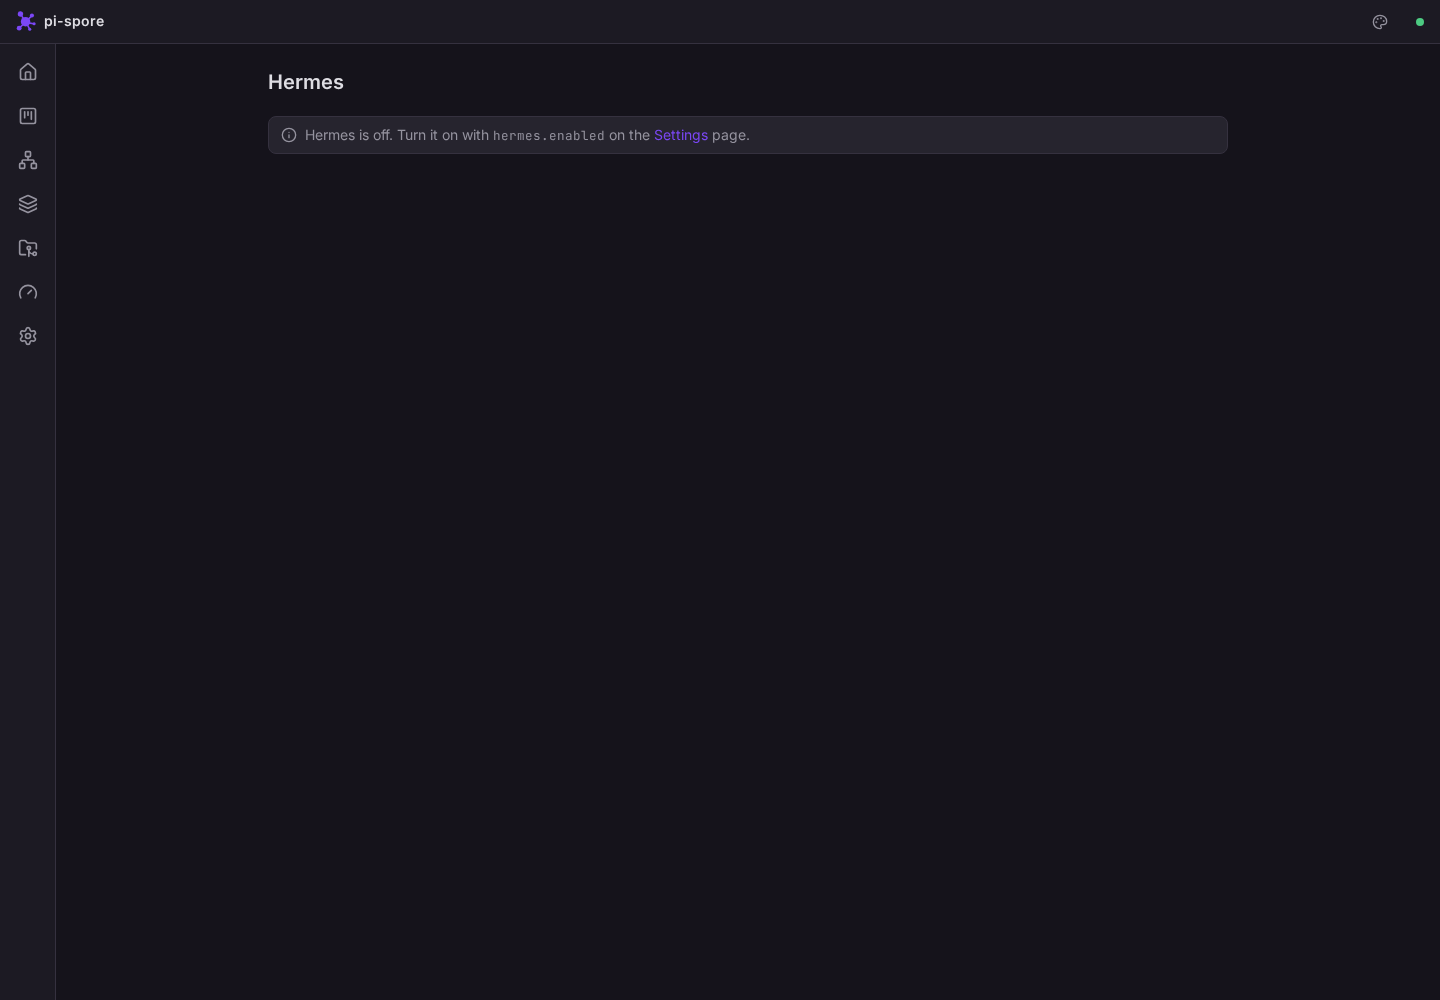 pi-spore
Hermes
Hermes is off. Turn it on with hermes.enabled on the Settings page.